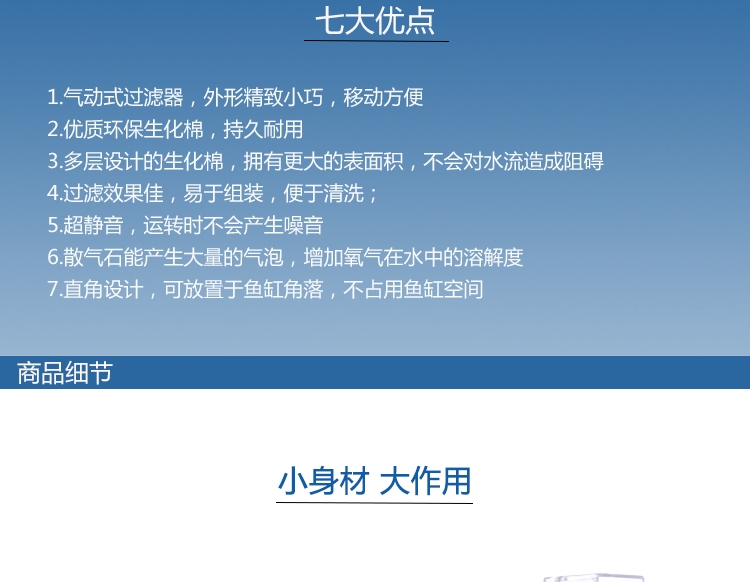 七大优点
1.气动式过滤器，外形精致小巧，移动方便
2.优质环保生化棉，持久耐用
3.多层设计的生化棉，拥有更大的表面积，不会对水流造成阻碍
4.过滤效果佳，易于组装，便于清洗；
5.超静音，运转时不会产生噪音
6.散气石能产生大量的气泡，增加氧气在水中的溶解度
7.直角设计，可放置于鱼缸角落，不占用鱼缸空间
商品细节
小身材 大作用